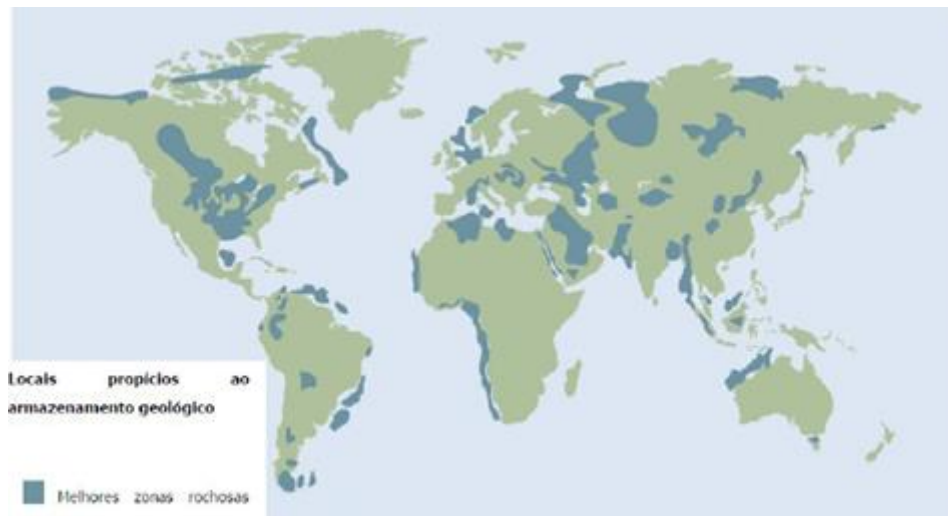 Locais propícios ao
armazenamento geológico
Melhores zonas rochosas